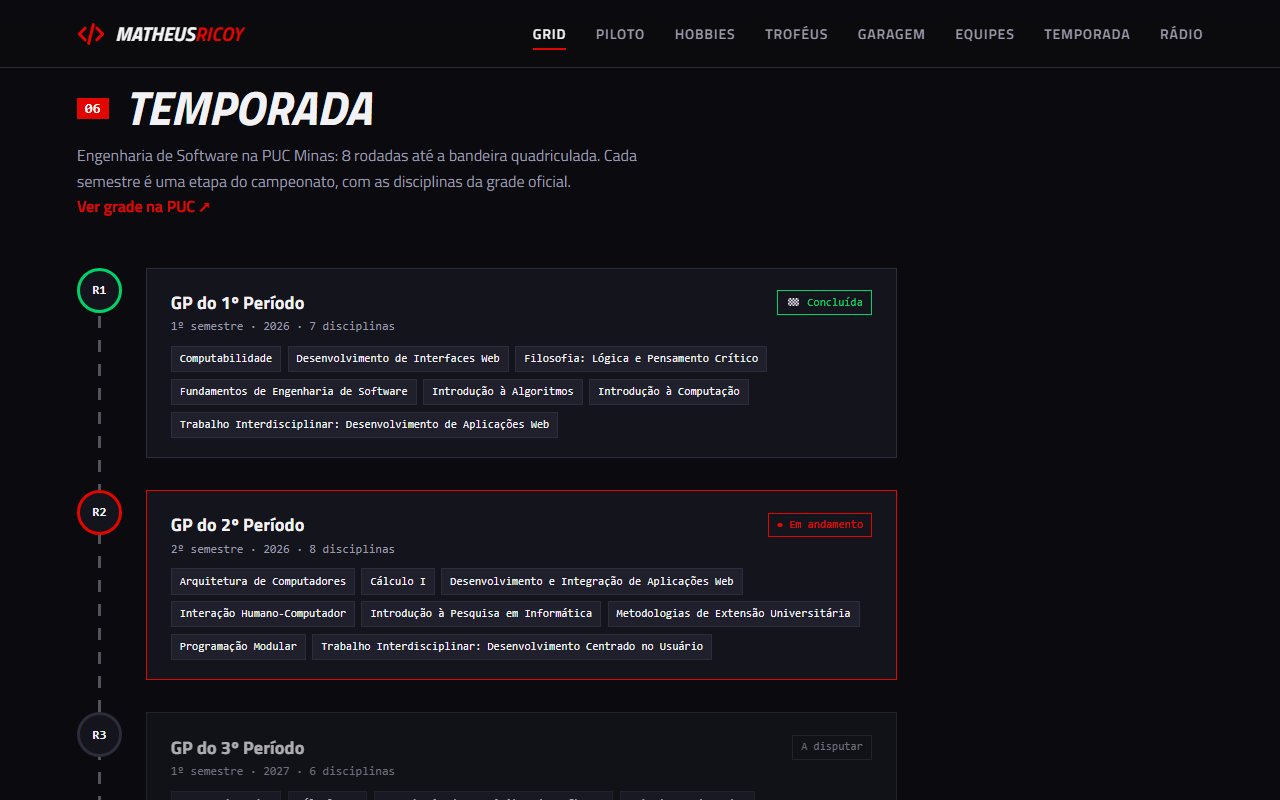 </> MATHEUSRICOY
GRID PILOTO HOBBIES TROFÉUS GARAGEM EQUIPES TEMPORADA RÁDIO
06 TEMPORADA
Engenharia de Software na PUC Minas: 8 rodadas até a bandeira quadriculada. Cada
semestre é uma etapa do campeonato, com as disciplinas da grade oficial.
Ver grade na PUC ↗
R1
GP do 1º Período
Concluída
1º semestre · 2026 · 7 disciplinas
Computabilidade Desenvolvimento de Interfaces Web Filosofia: Lógica e Pensamento Crítico
Fundamentos de Engenharia de Software Introdução à Algoritmos Introdução à Computação
Trabalho Interdisciplinar: Desenvolvimento de Aplicações Web
R2
GP do 2º Período
● Em andamento
2º semestre · 2026 · 8 disciplinas
Arquitetura de Computadores Cálculo I Desenvolvimento e Integração de Aplicações Web
Interação Humano-Computador Introdução à Pesquisa em Informática Metodologias de Extensão Universitária
Programação Modular Trabalho Interdisciplinar: Desenvolvimento Centrado no Usuário
R3
GP do 3º Período
A disputar
1º semestre · 2027 · 6 disciplinas